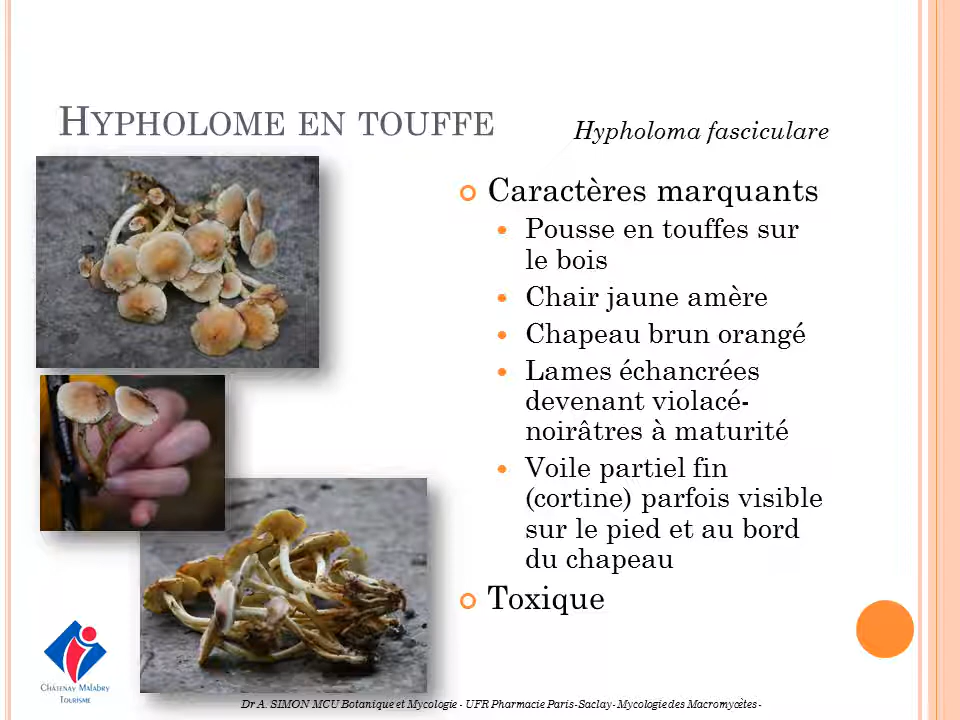 HYPHOLOME EN TOUFFE
Hypholoma fasciculare
Caractères marquants
Pousse en touffes sur
le bois
Chair jaune amère
Chapeau brun orangé
Lames échancrées
devenant violacé-
noirâtres à maturité
Voile partiel fin
(cortine) parfois visible
sur le pied et au bord
du chapeau
Toxique
CHÂTENAY MALABRY
TOURISME
Dr A. SIMON MCU Botanique et Mycologie - UFR Pharmacie Paris-Saclay- Mycologie des Macromycètes -